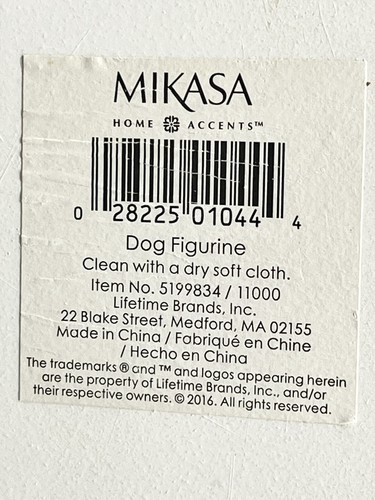 MIKASA
HOME ACCENTS™
0 28225 01044 4
Dog Figurine
Clean with a dry soft cloth.
Item No. 5199834 / 11000
Lifetime Brands, Inc.
22 Blake Street, Medford, MA 02155
Made in China / Fabriqué en Chine
/ Hecho en China
The trademarks ® and ™ and logos appearing herein
are the property of Lifetime Brands, Inc., and/or
their respective owners. © 2016. All rights reserved.